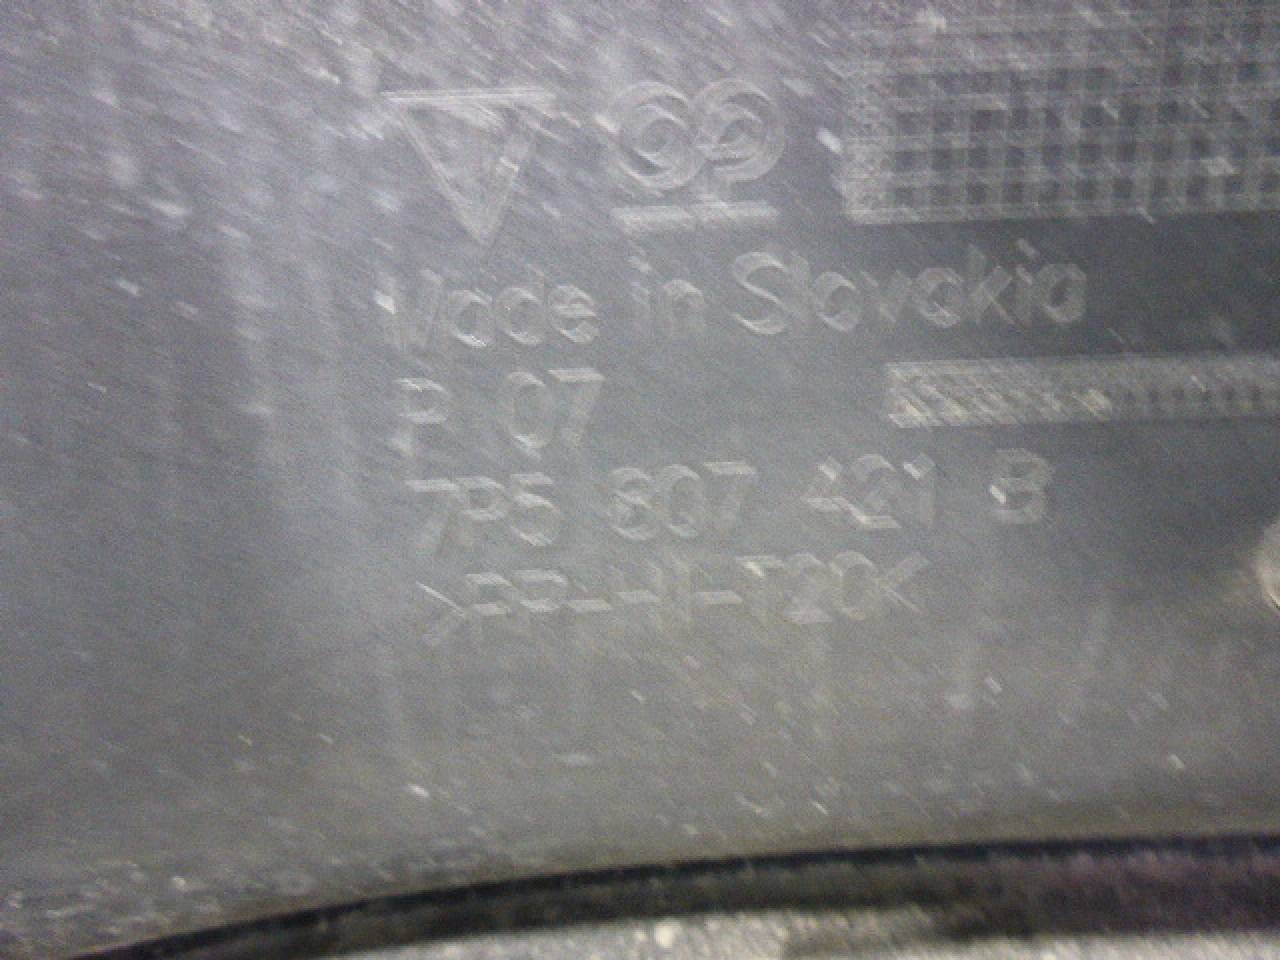 Made in Slovakia
P 07
7P5 807 421 B
>PP-HI-T20<